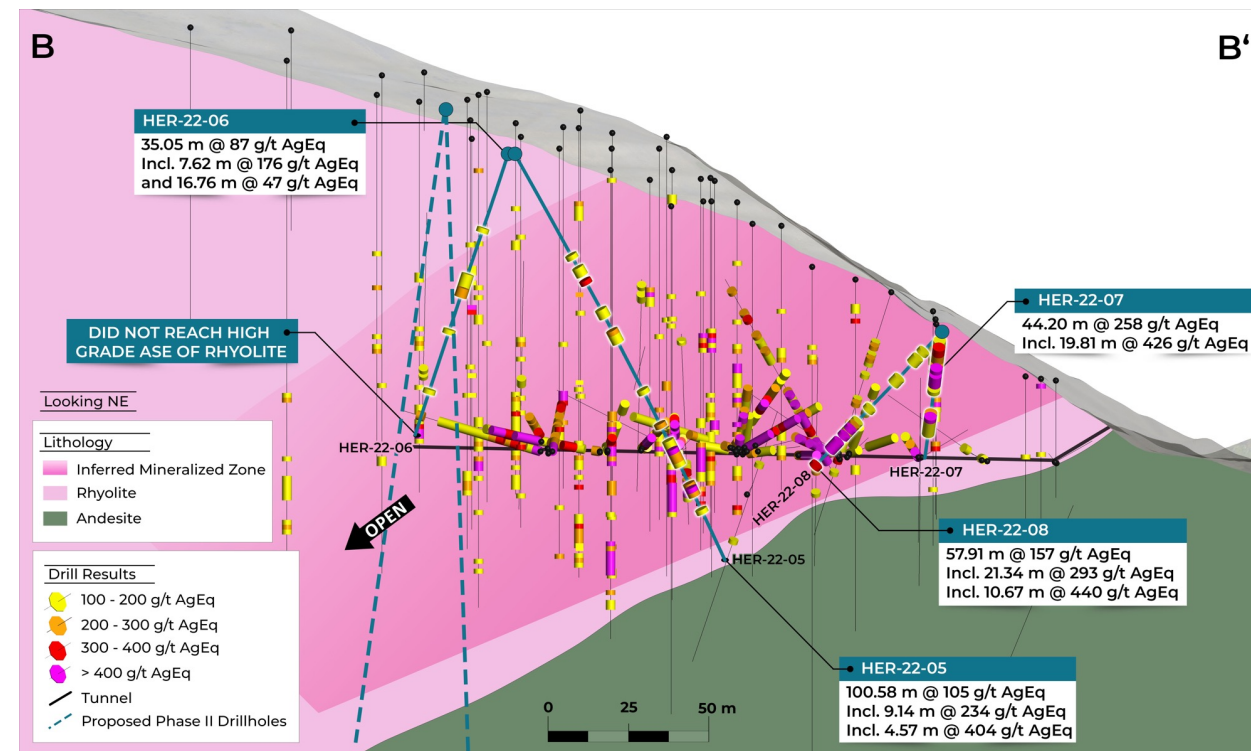 B
B'
HER-22-06
35.05 m @ 87 g/t AgEq
Incl. 7.62 m @ 176 g/t AgEq
and 16.76 m @ 47 g/t AgEq
HER-22-07
44.20 m @ 258 g/t AgEq
Incl. 19.81 m @ 426 g/t AgEq
DID NOT REACH HIGH
GRADE ASE OF RHYOLITE
HER-22-06
HER-22-07
HER-22-08
HER-22-05
Looking NE
Lithology
Inferred Mineralized Zone
Rhyolite
Andesite
OPEN
HER-22-08
57.91 m @ 157 g/t AgEq
Incl. 21.34 m @ 293 g/t AgEq
Incl. 10.67 m @ 440 g/t AgEq
Drill Results
100 - 200 g/t AgEq
200 - 300 g/t AgEq
300 - 400 g/t AgEq
> 400 g/t AgEq
Tunnel
Proposed Phase II Drillholes
HER-22-05
100.58 m @ 105 g/t AgEq
Incl. 9.14 m @ 234 g/t AgEq
Incl. 4.57 m @ 404 g/t AgEq
0 25 50 m